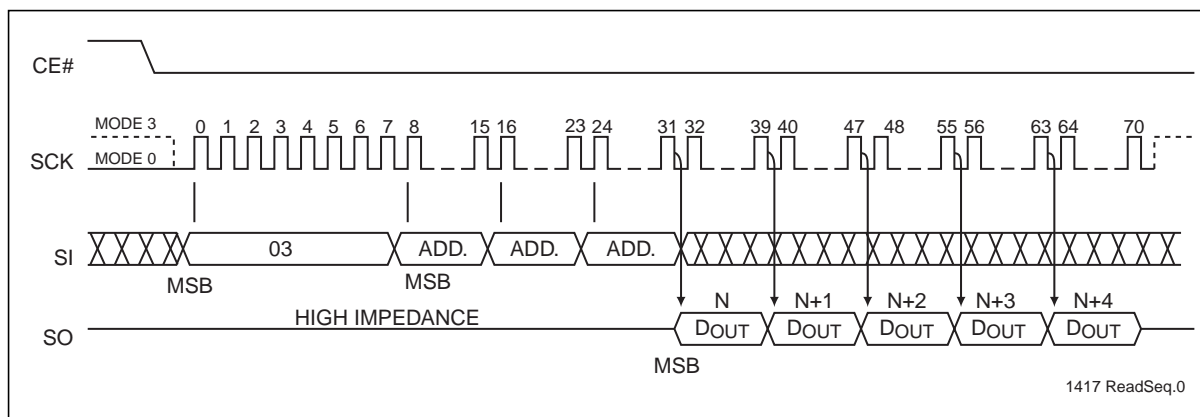 CE#
MODE 3
0 1 2 3 4 5 6 7 8 15 16 23 24 31 32 39 40 47 48 55 56 63 64 70
SCK
MODE 0
SI
03
ADD.
ADD.
ADD.
MSB
MSB
N
N+1
N+2
N+3
N+4
HIGH IMPEDANCE
SO
DOUT
DOUT
DOUT
DOUT
DOUT
MSB
1417 ReadSeq.0